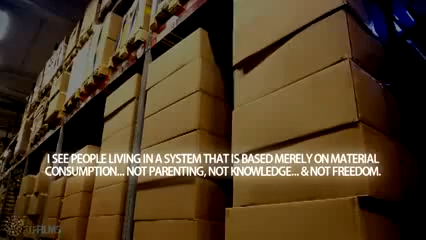 I SEE PEOPLE LIVING IN A SYSTEM THAT IS BASED MERELY ON MATERIAL
CONSUMPTION... NOT PARENTING, NOT KNOWLEDGE... & NOT FREEDOM.